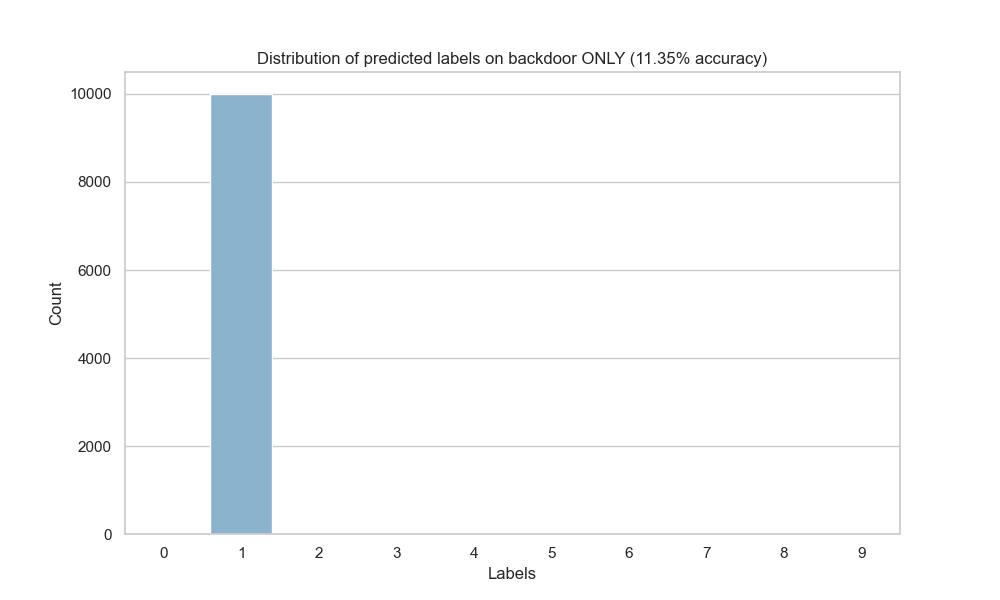 Distribution of predicted labels on backdoor ONLY (11.35% accuracy)
10000
8000
6000
4000
2000
0
Count
0 1 2 3 4 5 6 7 8 9
Labels